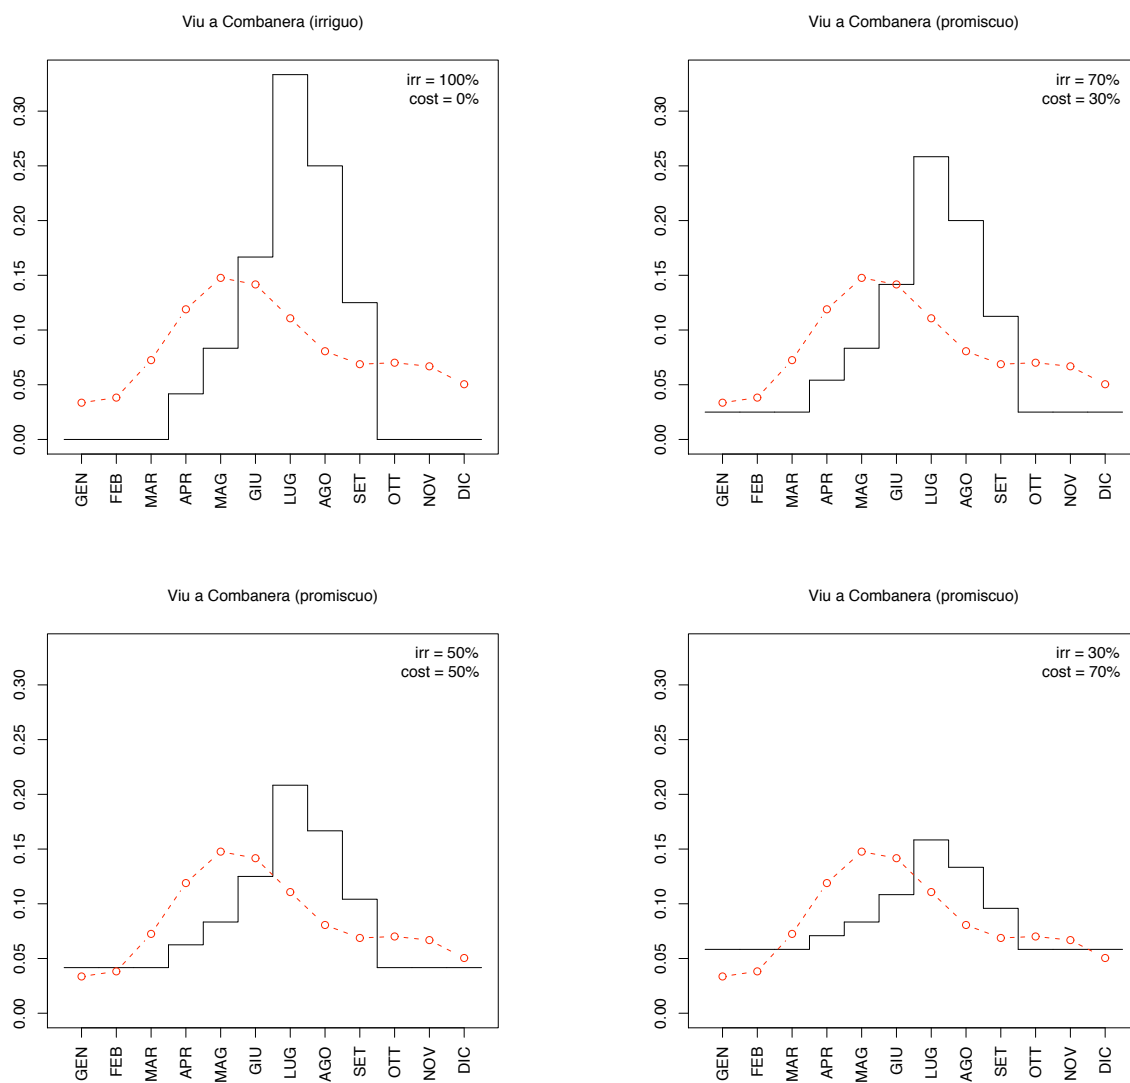 Viu a Combanera (irriguo)
irr = 100%
cost = 0%
0.30
0.25
0.20
0.15
0.10
0.05
0.00
GEN FEB MAR APR MAG GIU LUG AGO SET OTT NOV DIC
Viu a Combanera (promiscuo)
irr = 70%
cost = 30%
0.30
0.25
0.20
0.15
0.10
0.05
0.00
GEN FEB MAR APR MAG GIU LUG AGO SET OTT NOV DIC
Viu a Combanera (promiscuo)
irr = 50%
cost = 50%
0.30
0.25
0.20
0.15
0.10
0.05
0.00
GEN FEB MAR APR MAG GIU LUG AGO SET OTT NOV DIC
Viu a Combanera (promiscuo)
irr = 30%
cost = 70%
0.30
0.25
0.20
0.15
0.10
0.05
0.00
GEN FEB MAR APR MAG GIU LUG AGO SET OTT NOV DIC